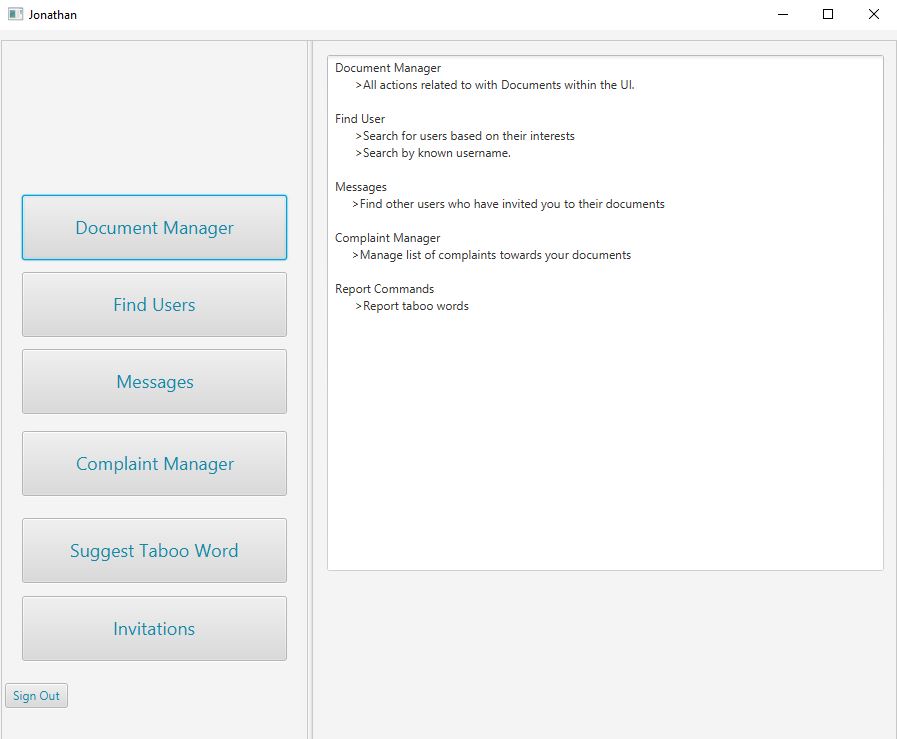 Jonathan
Document Manager
Find Users
Messages
Complaint Manager
Suggest Taboo Word
Invitations
Sign Out
Document Manager
>All actions related to with Documents within the UI.
Find User
>Search for users based on their interests
>Search by known username.
Messages
>Find other users who have invited you to their documents
Complaint Manager
>Manage list of complaints towards your documents
Report Commands
>Report taboo words